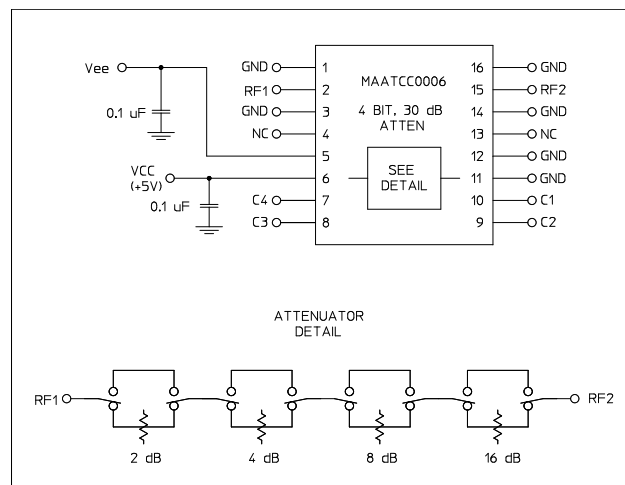 Vee
0.1 uF
VCC
(+5V)
0.1 uF
GND 1
RF1 2
GND 3
NC 4
5
6
C4 7
C3 8
MAATCC0006
4 BIT, 30 dB
ATTEN
SEE
DETAIL
16 GND
15 RF2
14 GND
13 NC
12 GND
11 GND
10 C1
9 C2
ATTENUATOR
DETAIL
RF1
RF2
2 dB
4 dB
8 dB
16 dB